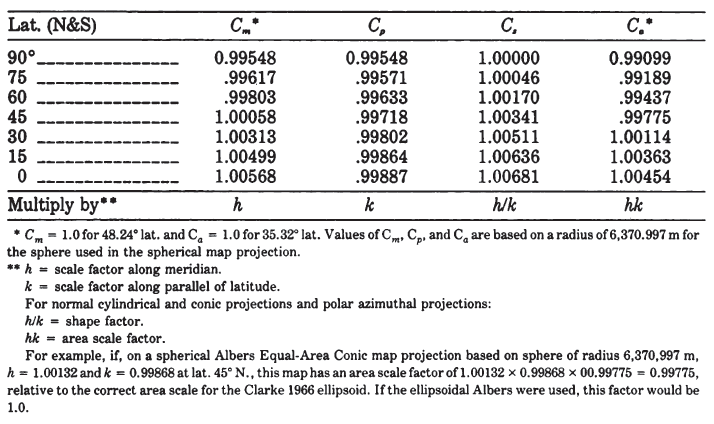 Lat. (N&S) Cm* Cp Cs Ca*
90° 0.99548 0.99548 1.00000 0.99099
75 .99617 .99571 1.00046 .99189
60 .99803 .99633 1.00170 .99437
45 1.00058 .99718 1.00341 .99775
30 1.00313 .99802 1.00511 1.00114
15 1.00499 .99864 1.00636 1.00363
0 1.00568 .99887 1.00681 1.00454
Multiply by** h k h/k hk
* Cm = 1.0 for 48.24° lat. and Ca = 1.0 for 35.32° lat. Values of Cm, Cp, and Ca are based on a radius of 6,370.997 m for
the sphere used in the spherical map projection.
** h = scale factor along meridian.
k = scale factor along parallel of latitude.
For normal cylindrical and conic projections and polar azimuthal projections:
h/k = shape factor.
hk = area scale factor.
For example, if, on a spherical Albers Equal-Area Conic map projection based on sphere of radius 6,370,997 m,
h = 1.00132 and k = 0.99868 at lat. 45° N., this map has an area scale factor of 1.00132 × 0.99868 × 00.99775 = 0.99775,
relative to the correct area scale for the Clarke 1966 ellipsoid. If the ellipsoidal Albers were used, this factor would be
1.0.